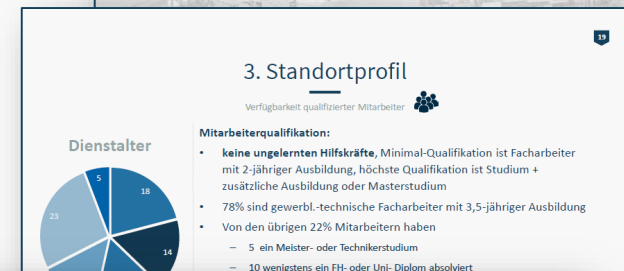 19
3. Standortprofil
Verfügbarkeit qualifizierter Mitarbeiter
Dienstalter
5
18
23
14
Mitarbeiterqualifikation:
• keine ungelernten Hilfskräfte, Minimal-Qualifikation ist Facharbeiter
mit 2-jähriger Ausbildung, höchste Qualifikation ist Studium +
zusätzliche Ausbildung oder Masterstudium
• 78% sind gewerbl.-technische Facharbeiter mit 3,5-jähriger Ausbildung
• Von den übrigen 22% Mitarbeitern haben
– 5 ein Meister- oder Technikerstudium
– 10 wenigstens ein FH- oder Uni- Diplom absolviert